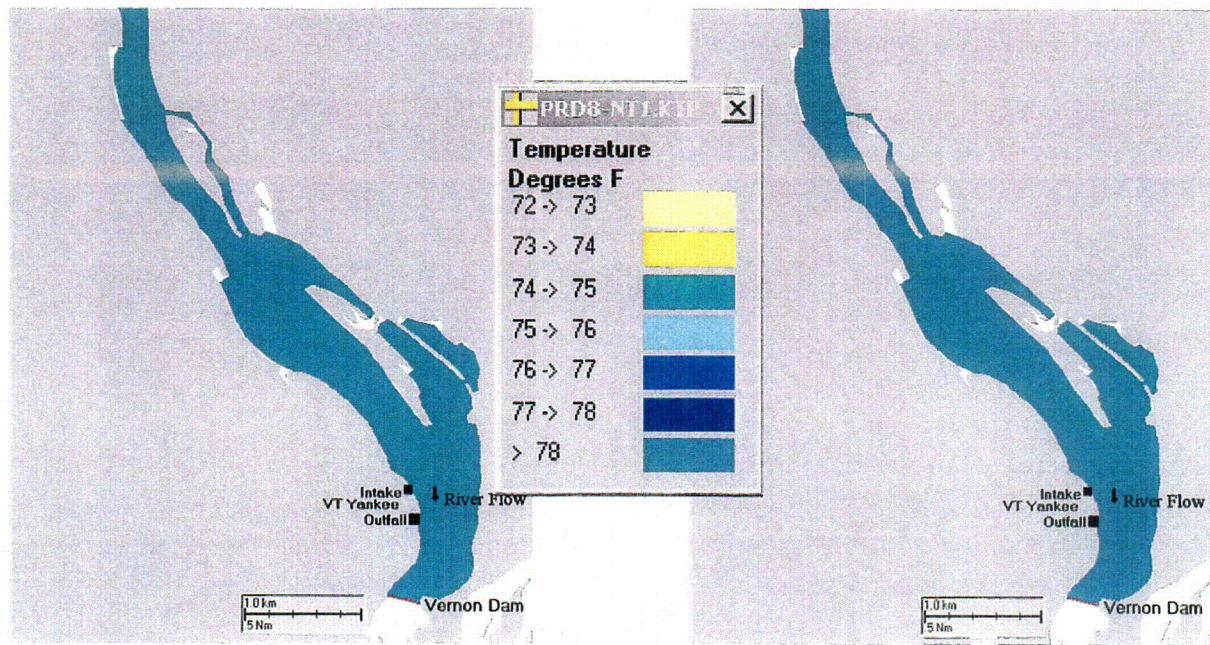 PRD8-NT1.KTP
Temperature
Degrees F
72 -> 73
73 -> 74
74 -> 75
75 -> 76
76 -> 77
77 -> 78
> 78
Intake
VT Yankee
Outfall
River Flow
1.0 km
.5 Nm
Vernon Dam
Intake
VT Yankee
Outfall
River Flow
1.0 km
.5 Nm
Vernon Dam